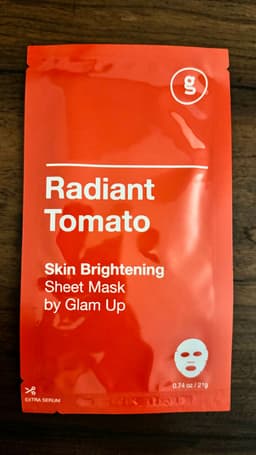 g
Radiant
Tomato
Skin Brightening
Sheet Mask
by Glam Up
0.74 oz / 21g
EXTRA SERUM